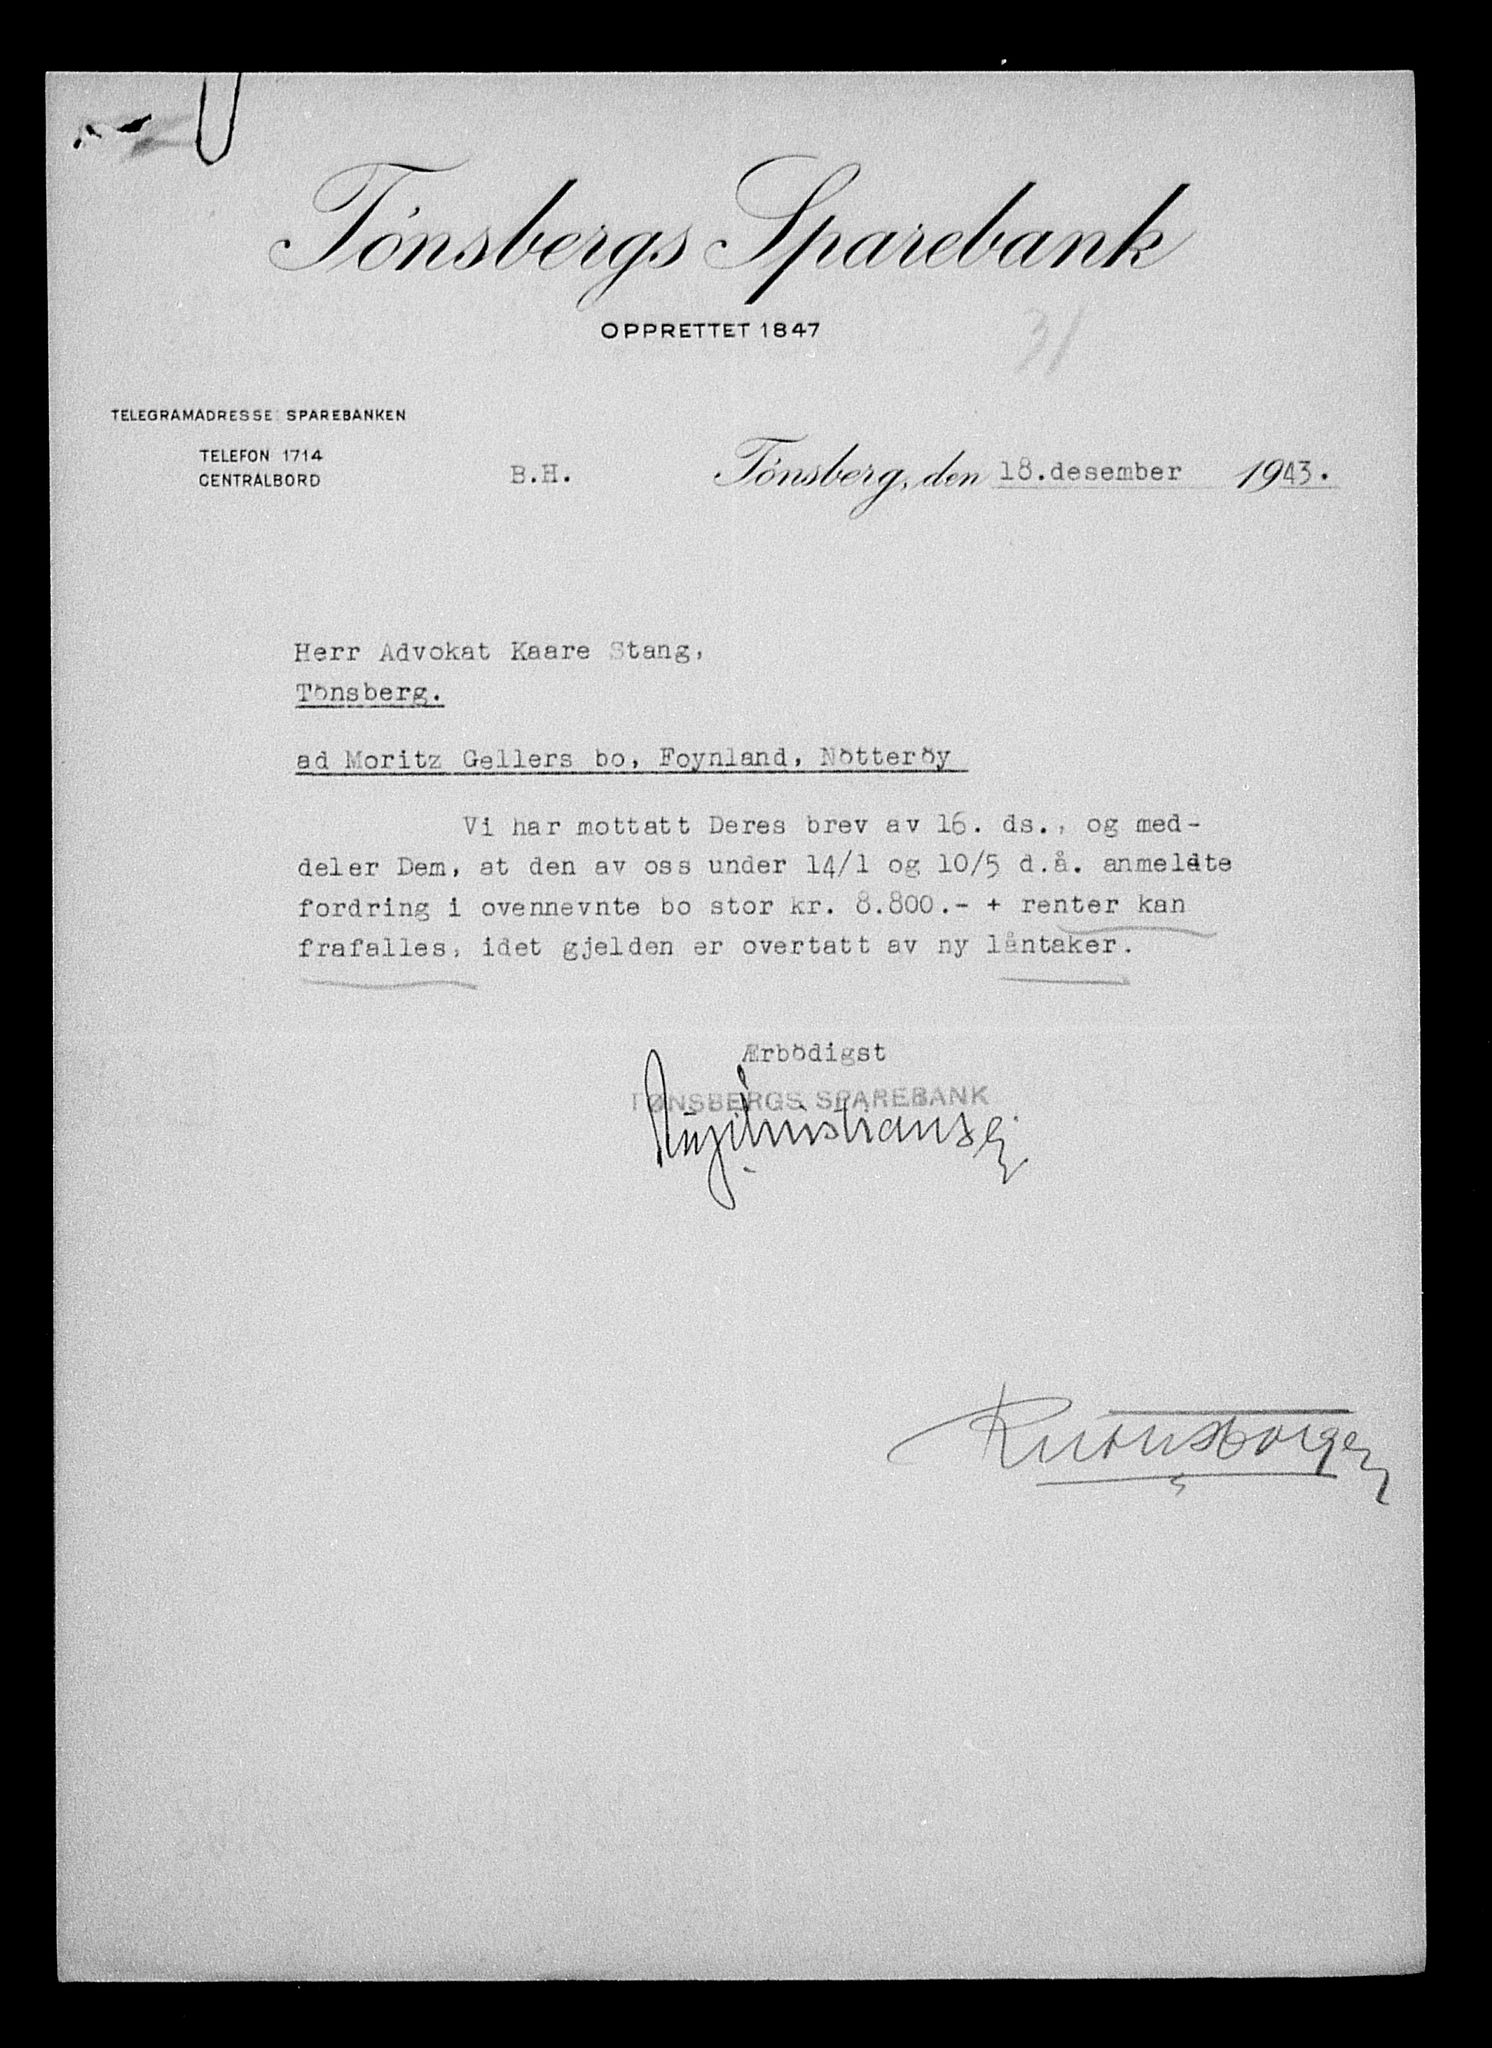 Tønsbergs Sparebank
OPPRETTET 1847
31
TELEGRAMADRESSE: SPAREBANKEN
TELEFON 1714
CENTRALBORD
B.H.
Tønsberg, den 18.desember 1943.
Herr Advokat Kaare Stang,
Tönsberg.
ad Moritz Gellers bo, Foynland, Nötteröy
Vi har mottatt Deres brev av 16. ds., og med-
deler Dem, at den av oss under 14/1 og 10/5 d.å. anmeldte
fordring i ovennevnte bo stor kr. 8.800.- + renter kan
frafalles, idet gjelden er overtatt av ny låntaker.
Ærbödigst
TØNSBERGS SPAREBANK